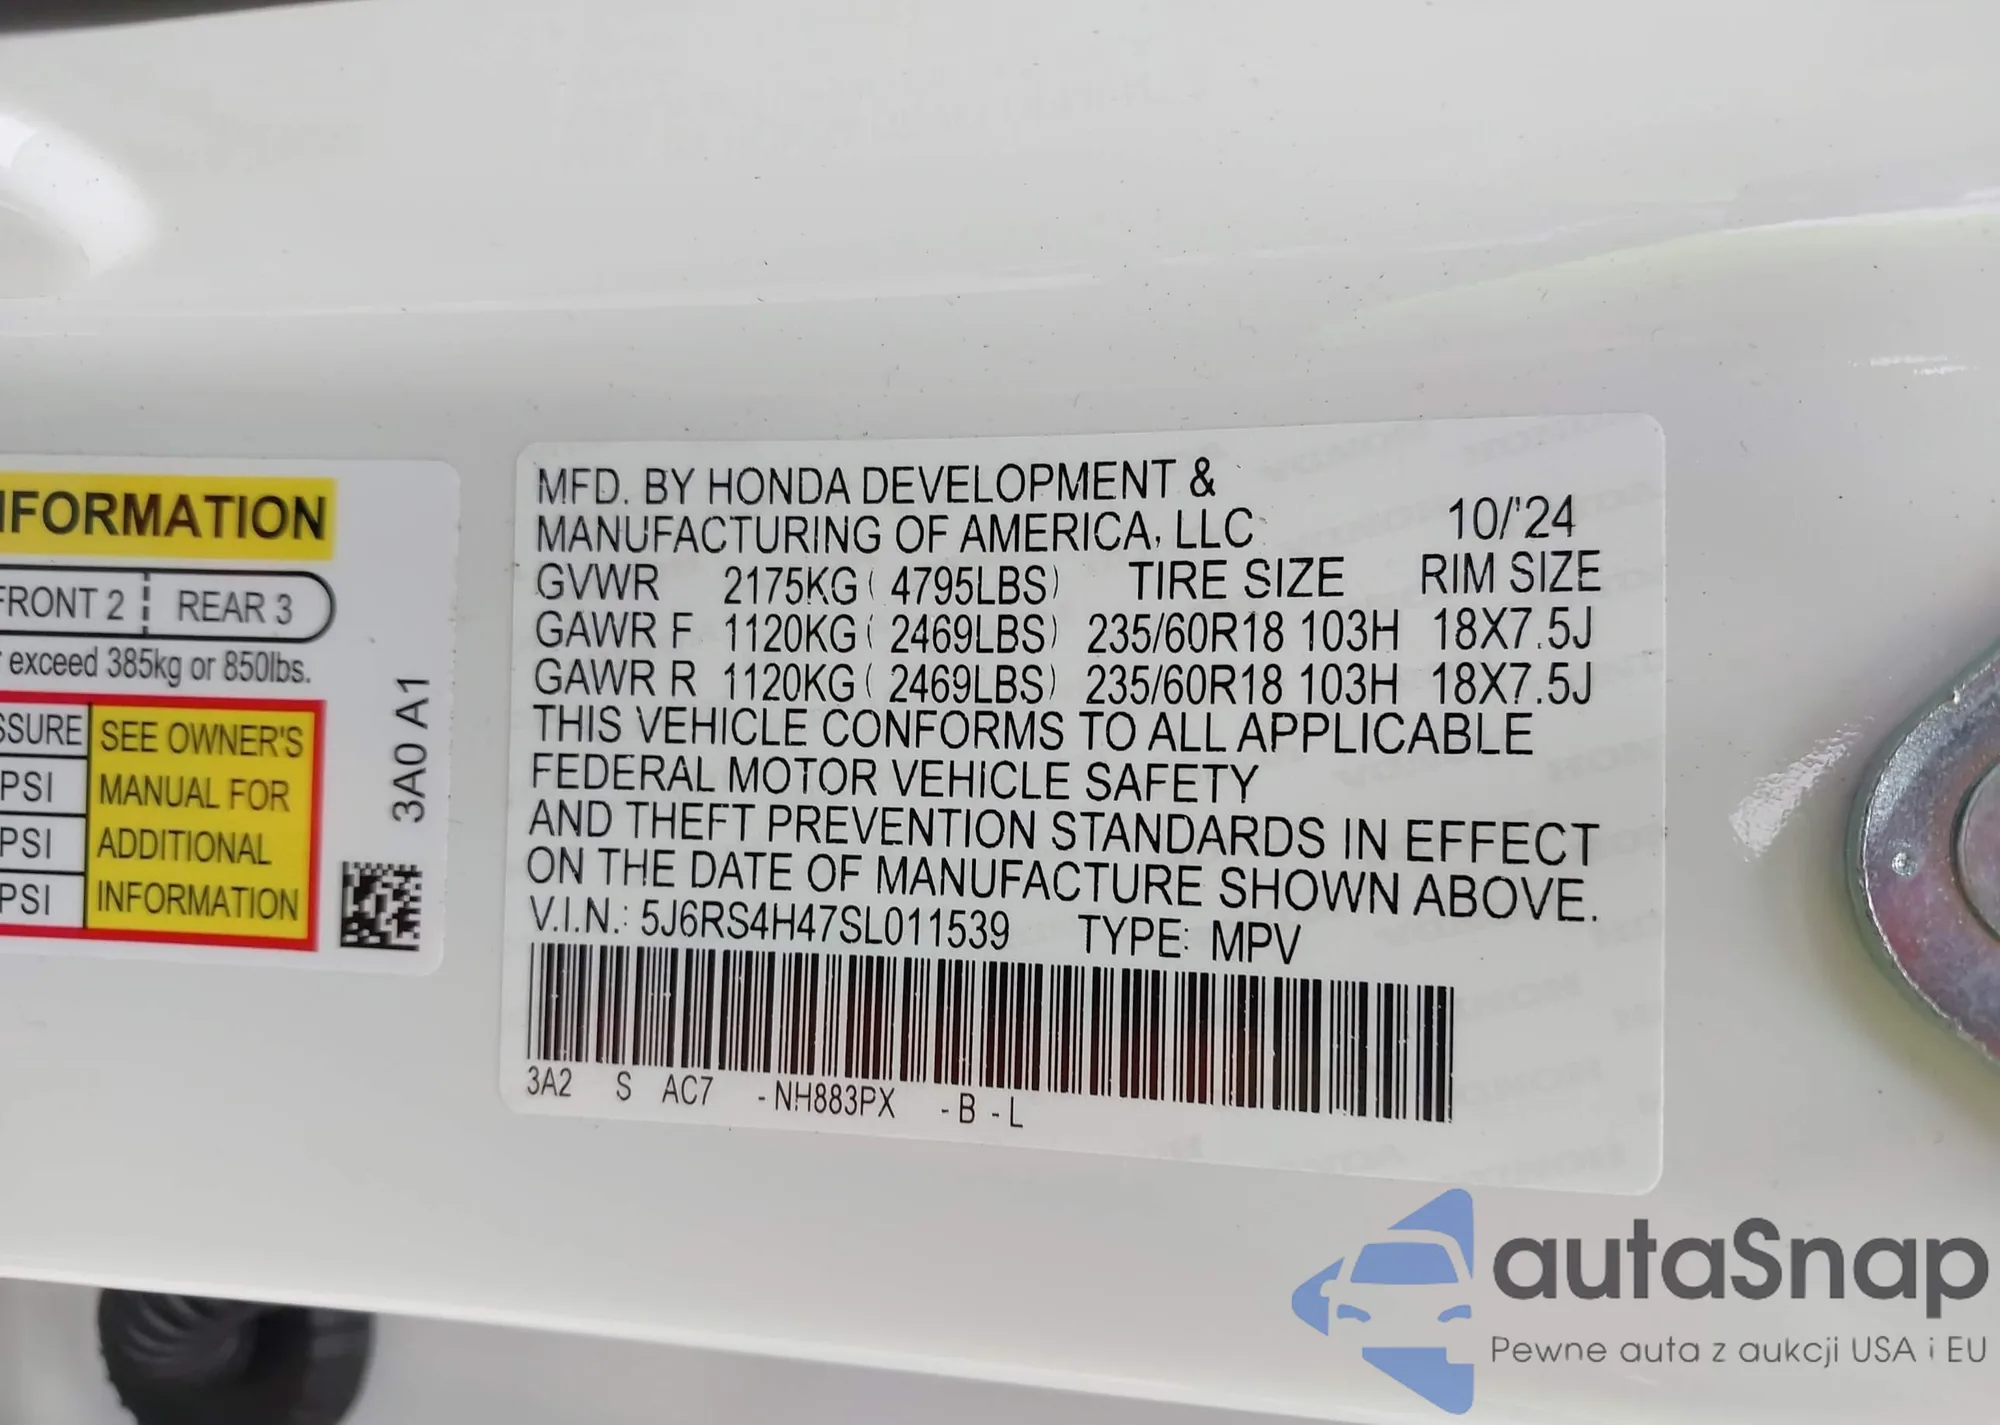 NFORMATION
FRONT 2 REAR 3
exceed 385kg or 850lbs.
SSURE
PSI
PSI
PSI
SEE OWNER'S
MANUAL FOR
ADDITIONAL
INFORMATION
3A0 A1
MFD. BY HONDA DEVELOPMENT &
MANUFACTURING OF AMERICA, LLC 10/'24
GVWR 2175KG ( 4795LBS) TIRE SIZE RIM SIZE
GAWR F 1120KG ( 2469LBS) 235/60R18 103H 18X7.5J
GAWR R 1120KG ( 2469LBS) 235/60R18 103H 18X7.5J
THIS VEHICLE CONFORMS TO ALL APPLICABLE
FEDERAL MOTOR VEHICLE SAFETY
AND THEFT PREVENTION STANDARDS IN EFFECT
ON THE DATE OF MANUFACTURE SHOWN ABOVE.
V.I.N.: 5J6RS4H47SL011539 TYPE: MPV
3A2 S AC7 -NH883PX -B -L
autaSnap
Pewne auta z aukcji USA i EU